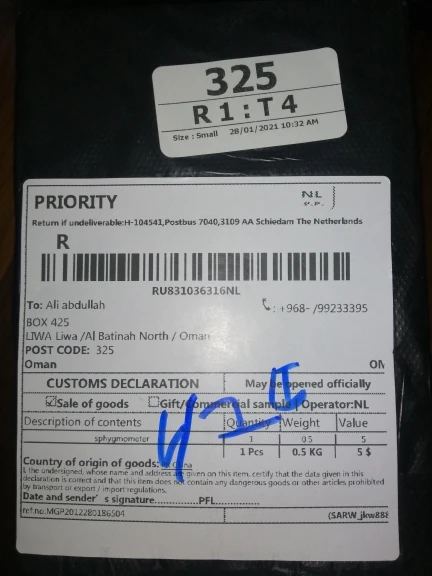 325
R1:T4
Size : Small 28/01/2021 10:32 AM
PRIORITY
NL
P.P.
Return if undeliverable:H-104541,Postbus 7040,3109 AA Schiedam The Netherlands
R
RU831036316NL
To: Ali abdullah
: +968- /99233395
BOX 425
LIWA Liwa /Al Batinah North / Oman
POST CODE: 325
Oman
ON
CUSTOMS DECLARATION May be opened officially
Sale of goods Gift/Commercial sample Operator:NL
Description of contents Quantity Weight Value
sphygmometer 1 0.5 5
1 Pcs 0.5 KG 5 $
Country of origin of goods: China
I the undersigned, whose name and address are given on this item, certify that the data given in this
declaration is correct and that this item does not contain any dangerous goods or other articles prohibited
by transport or export / import regulations.
Date and sender' s signature...............PFL...................
ref.no:MGP2012280186504 (SARW_jkw888